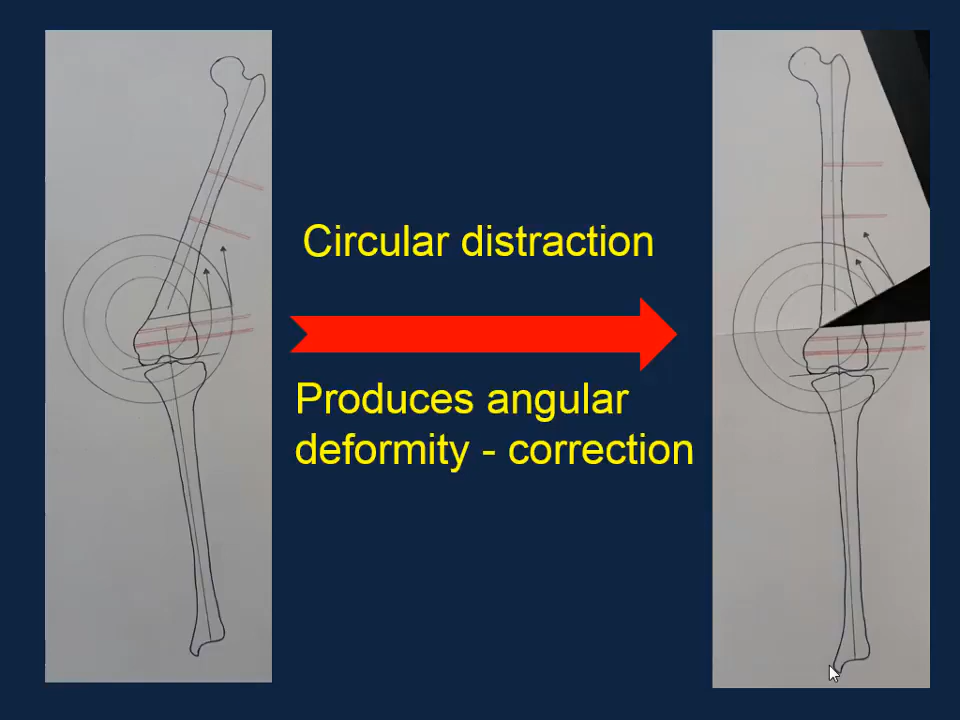 Circular distraction
Produces angular
deformity - correction